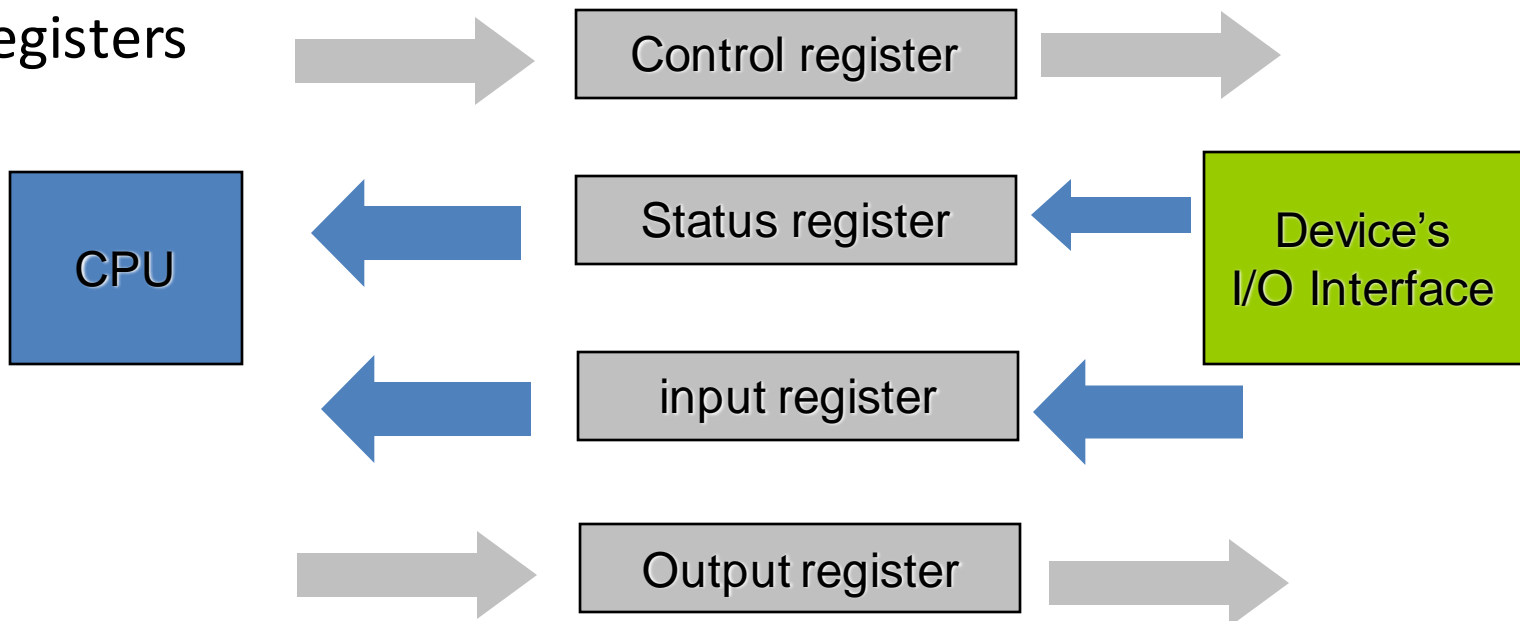 egisters
Control register
Status register
CPU
Device's
I/O Interface
input register
Output register